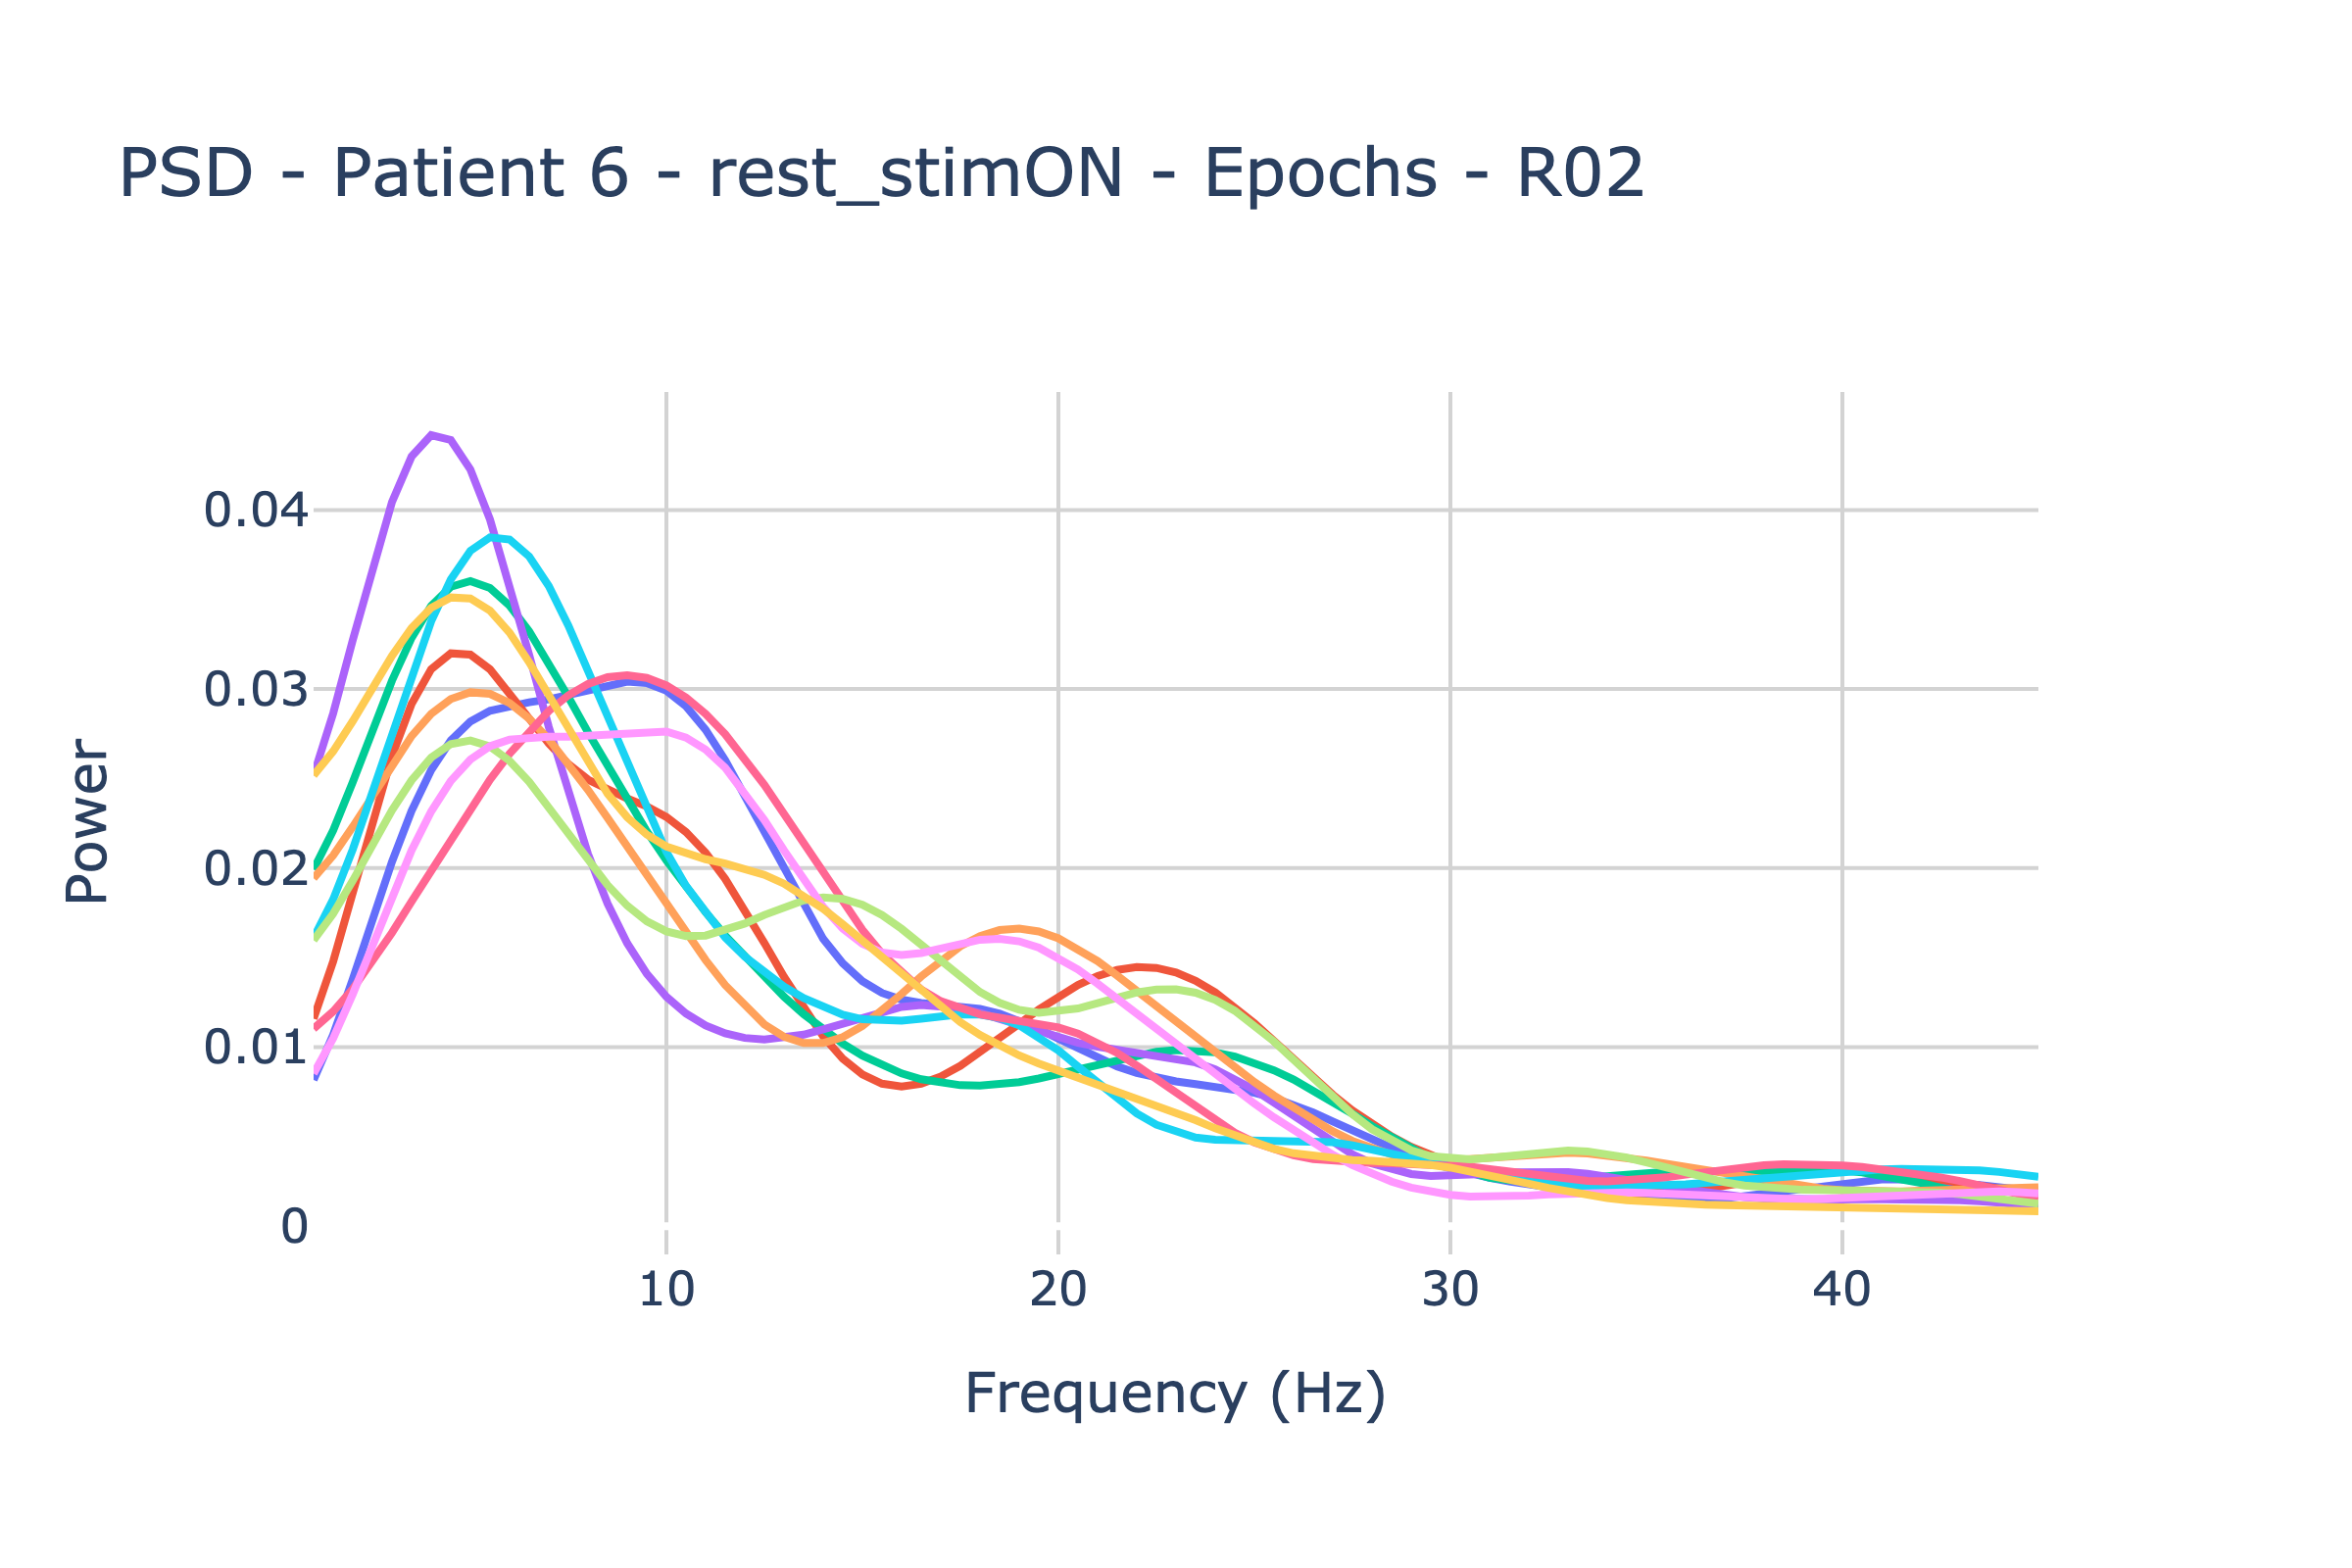 PSD - Patient 6 - rest_stimON - Epochs - R02
0.04
0.03
0.02
0.01
0
Power
10 20 30 40
Frequency (Hz)